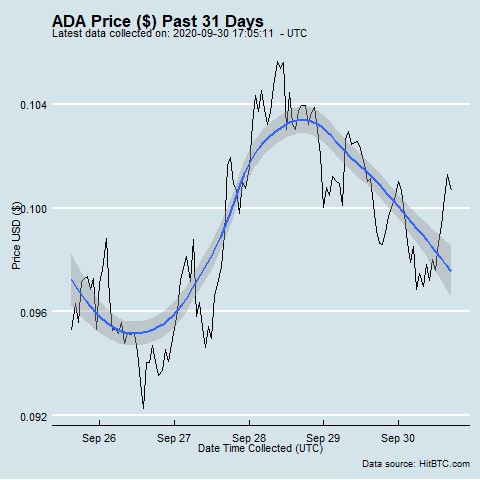 ADA Price ($) Past 31 Days
Latest data collected on: 2020-09-30 17:05:11 - UTC
Price USD ($)
0.104
0.100
0.096
0.092
Sep 26 Sep 27 Sep 28 Sep 29 Sep 30
Date Time Collected (UTC)
Data source: HitBTC.com